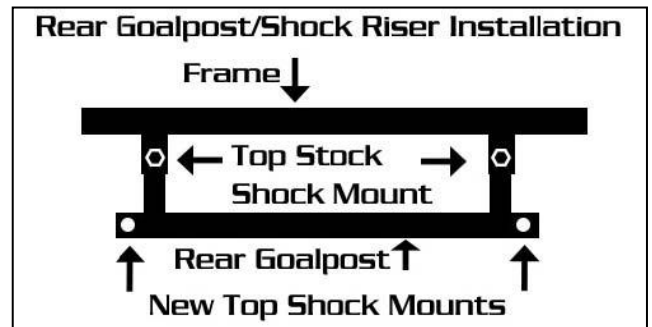 Rear Goalpost/Shock Riser Installation
Frame
Top Stock
Shock Mount
Rear Goalpost
New Top Shock Mounts